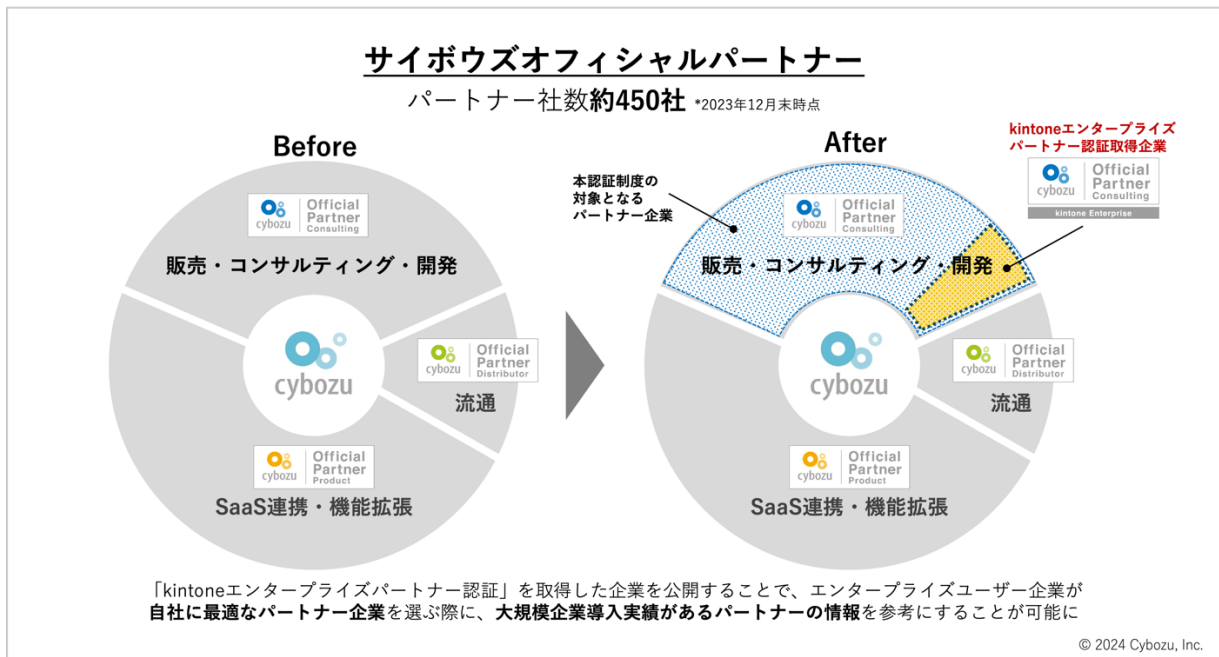 サイボウズオフィシャルパートナー
パートナー社数約450社 *2023年12月末時点
Before
cybozu
Official
Partner
Consulting
販売・コンサルティング・開発
cybozu
cybozu
Official
Partner
Distributor
流通
cybozu
Official
Partner
Product
SaaS連携・機能拡張
After
kintoneエンタープライズ
パートナー認証取得企業
cybozu
Official
Partner
Consulting
kintone Enterprise
本認証制度の
対象となる
パートナー企業
cybozu
Official
Partner
Consulting
販売・コンサルティング・開発
cybozu
cybozu
Official
Partner
Distributor
流通
cybozu
Official
Partner
Product
SaaS連携・機能拡張
「kintoneエンタープライズパートナー認証」を取得した企業を公開することで、エンタープライズユーザー企業が
自社に最適なパートナー企業を選ぶ際に、大規模企業導入実績があるパートナーの情報を参考にすることが可能に
© 2024 Cybozu, Inc.